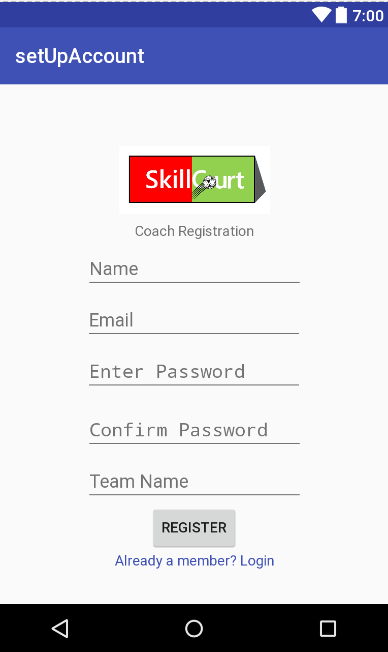 7:00
setUpAccount
SkillCourt
Coach Registration
Name
Email
Enter Password
Confirm Password
Team Name
REGISTER
Already a member? Login